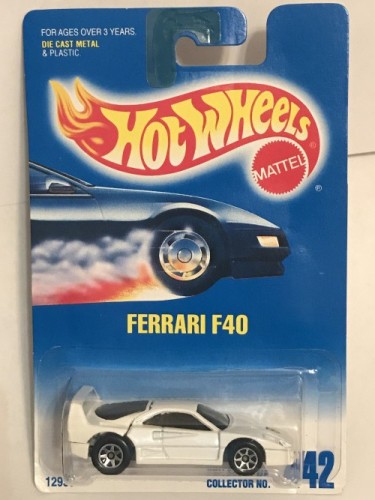 FOR AGES OVER 3 YEARS.
DIE CAST METAL
& PLASTIC.
HOT WHEELS
MATTEL
®
FERRARI F40
COLLECTOR NO.
42